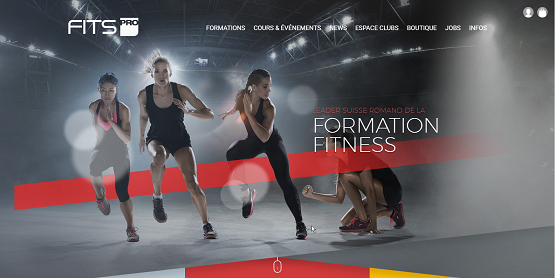 FITS PRO
FORMATIONS COURS & ÉVÉNEMENTS NEWS ESPACE CLUBS BOUTIQUE JOBS INFOS
LEADER SUISSE ROMAND DE LA
FORMATION
FITNESS